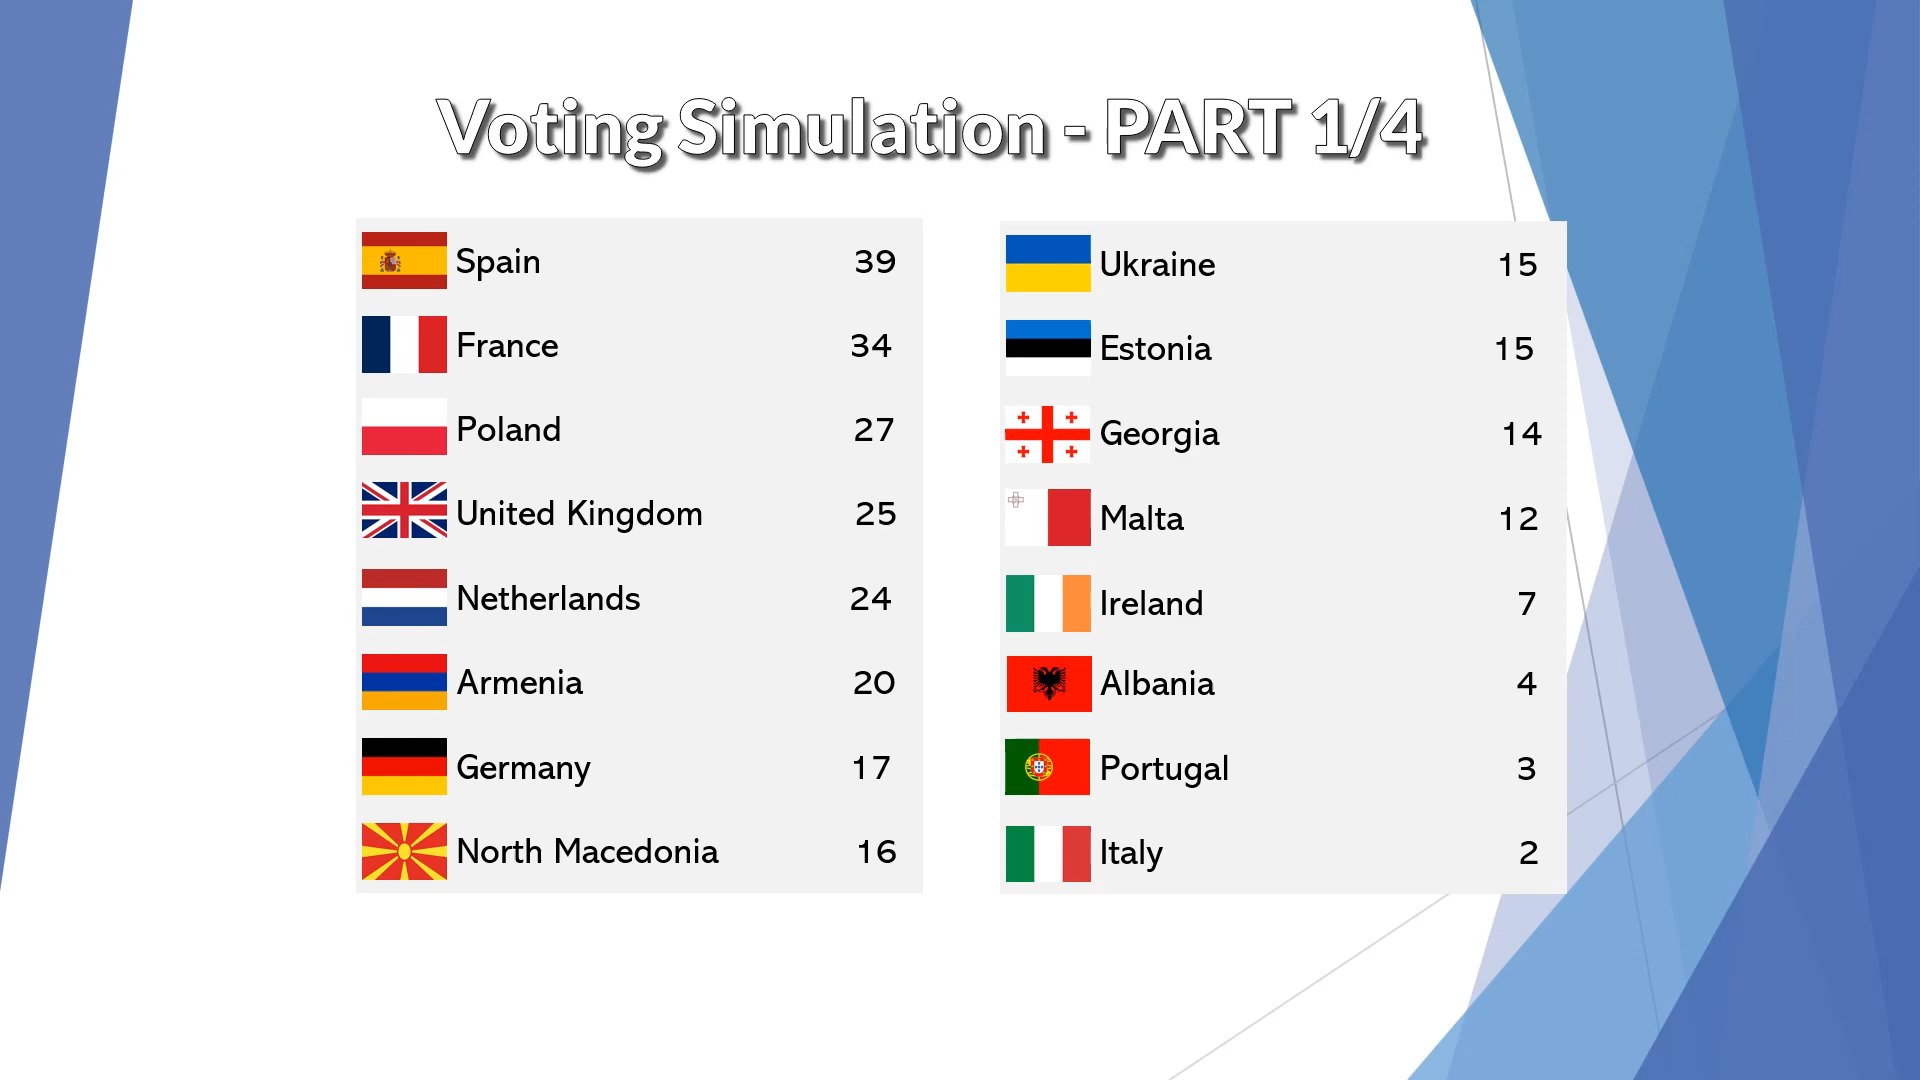 Voting Simulation - PART 1/4
Spain 39
France 34
Poland 27
United Kingdom 25
Netherlands 24
Armenia 20
Germany 17
North Macedonia 16
Ukraine 15
Estonia 15
Georgia 14
Malta 12
Ireland 7
Albania 4
Portugal 3
Italy 2